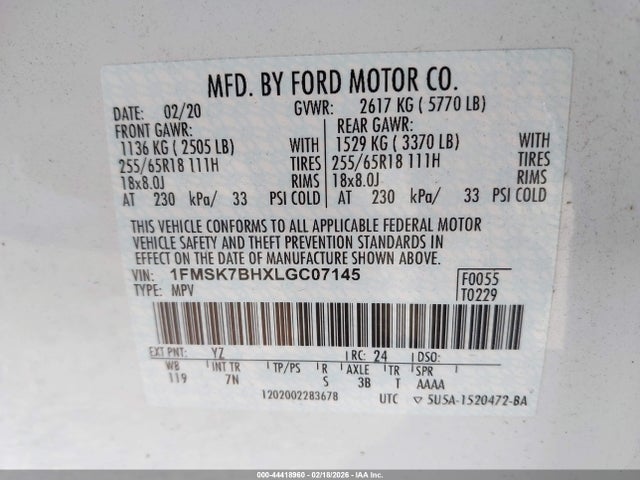 MFD. BY FORD MOTOR CO.
DATE: 02/20 GVWR: 2617 KG ( 5770 LB)
FRONT GAWR: REAR GAWR:
1136 KG ( 2505 LB) WITH 1529 KG ( 3370 LB) WITH
255/65R18 111H TIRES 255/65R18 111H TIRES
18x8.0J RIMS 18x8.0J RIMS
AT 230 kPa/ 33 PSI COLD AT 230 kPa/ 33 PSI COLD
THIS VEHICLE CONFORMS TO ALL APPLICABLE FEDERAL MOTOR
VEHICLE SAFETY AND THEFT PREVENTION STANDARDS IN
EFFECT ON THE DATE OF MANUFACTURE SHOWN ABOVE.
VIN: 1FMSK7BHXLGC07145 F0055
TYPE: MPV T0229
EXT PNT: YZ RC: 24 DSO:
WB INT TR TP/PS R AXLE TR SPR
119 7N S 3B T AAAA
1202002283678 UTC ▽ 5U5A-1520472-BA
000-44418960 - 02/18/2026 - IAAI.COM